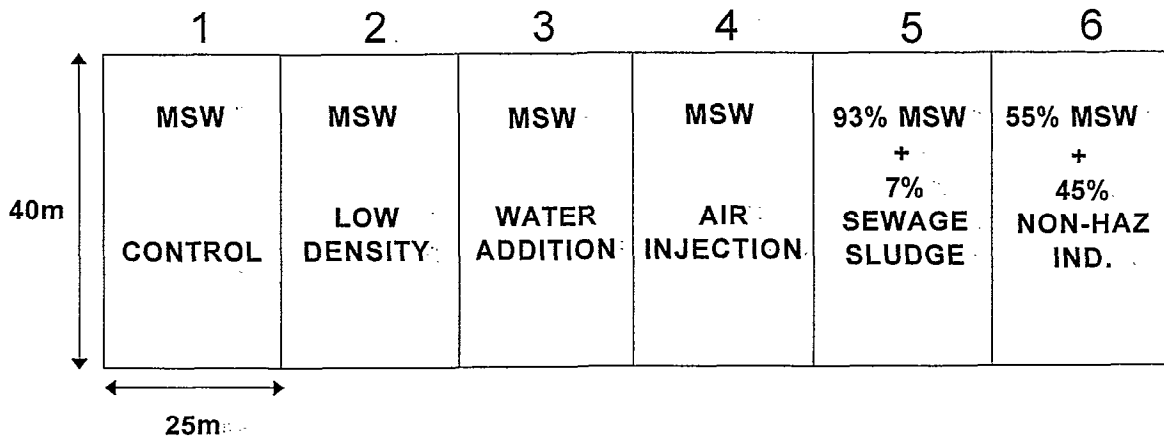 1
2
3
4
5
6
MSW
CONTROL
MSW
LOW
DENSITY
MSW
WATER
ADDITION
MSW
AIR
INJECTION
93% MSW
+
7%
SEWAGE
SLUDGE
55% MSW
+
45%
NON-HAZ
IND.
40m
25m